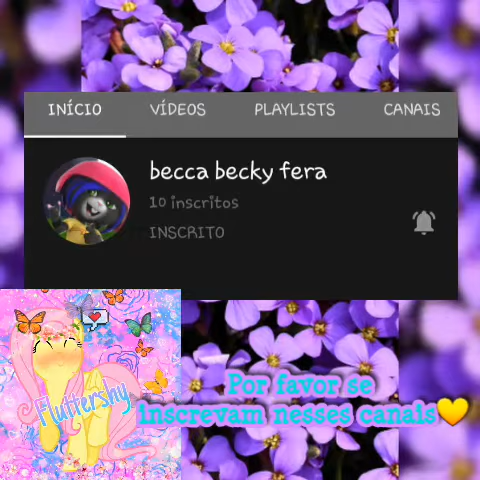 INÍCIO VÍDEOS PLAYLISTS CANAIS
becca becky fera
10 inscritos
INSCRITO
Fluttershy
Por favor se
inscrevam nesses canais💛